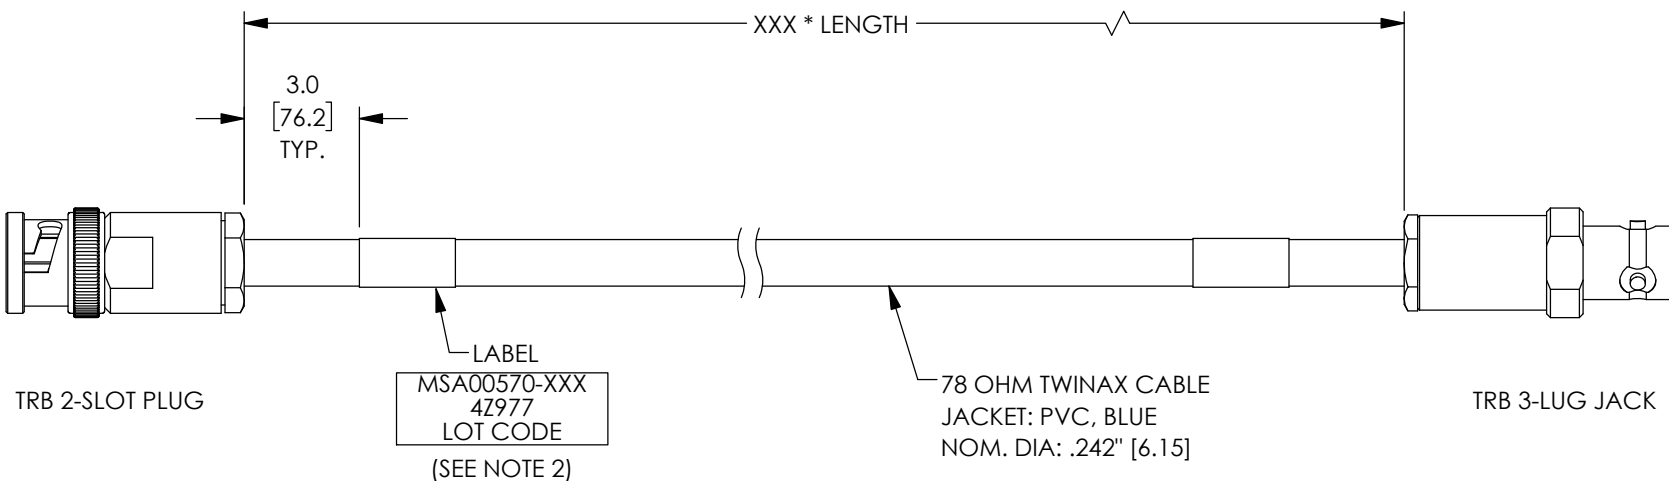 XXX * LENGTH
3.0
[76.2]
TYP.
LABEL
MSA00570-XXX
4Z977
LOT CODE
(SEE NOTE 2)
TRB 2-SLOT PLUG
78 OHM TWINAX CABLE
JACKET: PVC, BLUE
NOM. DIA: .242" [6.15]
TRB 3-LUG JACK